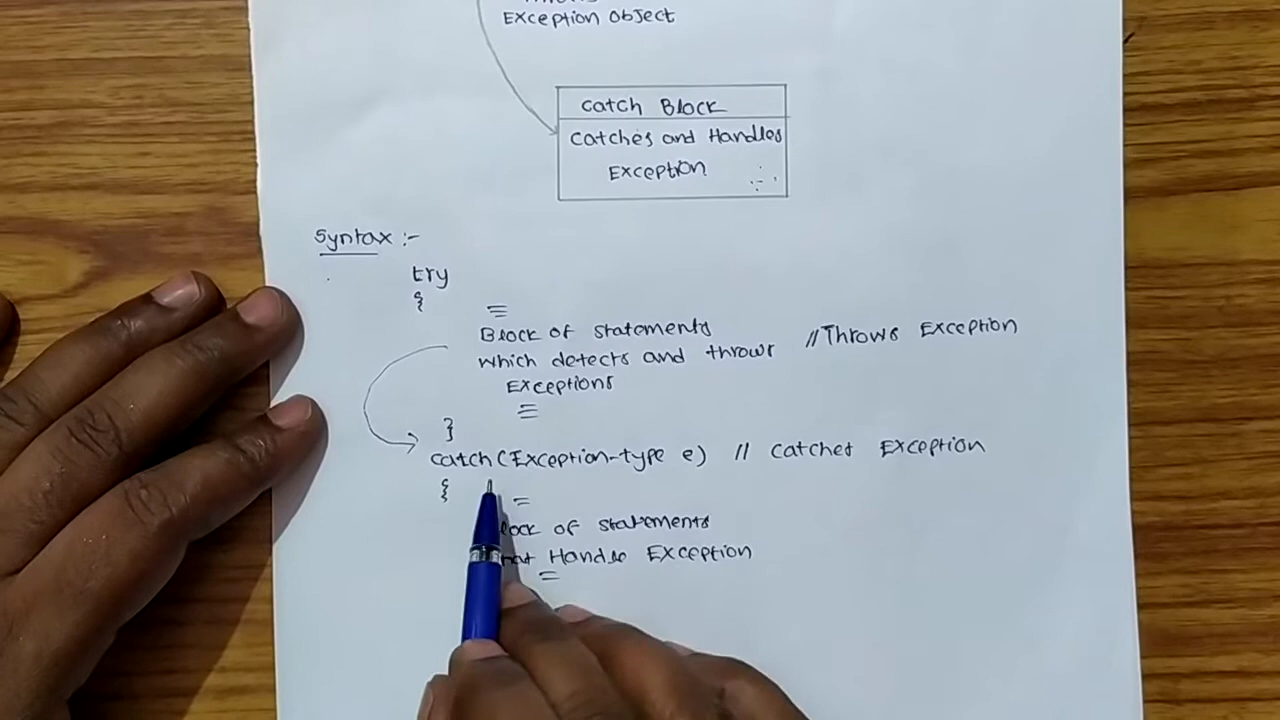 Exception Object
catch Block
catches and Handles
Exception
Syntax :-
try
{
Block of statements
which detects and throws //Throws Exception
Exceptions
}
catch(Exception-type e) // catches Exception
{
of statements
Handle Exception